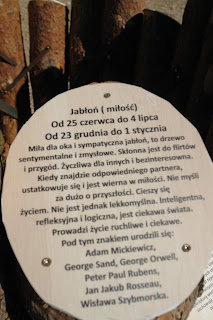 Jabłoń ( miłość)
Od 25 czerwca do 4 lipca
Od 23 grudnia do 1 stycznia
Miła dla oka i sympatyczna jabłoń, to drzewo
sentymentalne i zmysłowe. Skłonna jest do flirtów
i przygód. Życzliwa dla innych i bezinteresowna.
Kiedy znajdzie odpowiedniego partnera,
ustatkowuje się i jest wierna w miłości. Nie myśli
za dużo o przyszłości. Cieszy się
życiem. Nie jest jednak lekkomyślna. Inteligentna,
refleksyjna i logiczna, jest ciekawa świata.
Prowadzi życie ruchliwe i ciekawe.
Pod tym znakiem urodzili się:
Adam Mickiewicz,
George Sand, George Orwell,
Peter Paul Rubens,
Jan Jakub Rosseau,
Wisława Szybmorska.